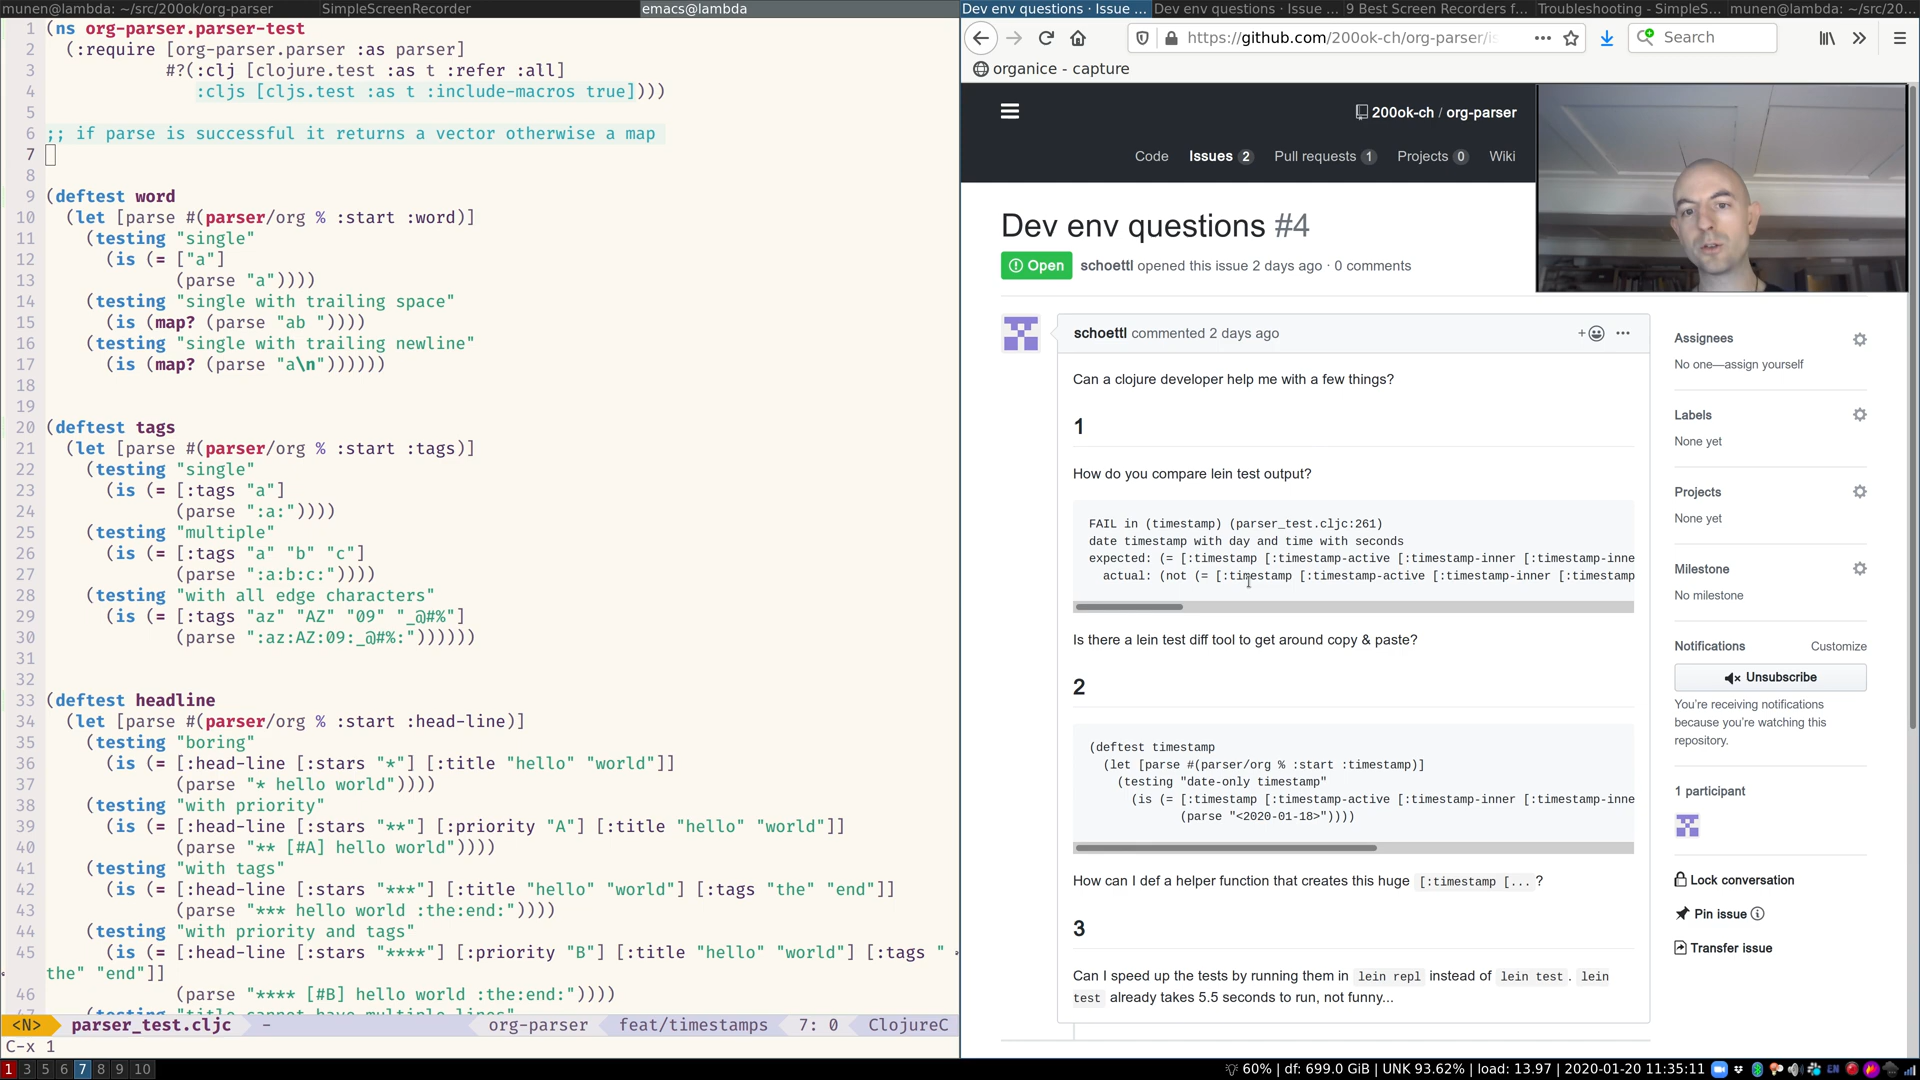 munen@lambda: ~/src/200ok/org-parser
SimpleScreenRecorder
emacs@lambda
Dev env questions · Issue ...
Dev env questions · Issue ...
9 Best Screen Recorders f...
Troubleshooting - SimpleS...
munen@lambda: ~/src/20...
1 (ns org-parser.parser-test
2 (:require [org-parser.parser :as parser]
3 #?(:clj [clojure.test :as t :refer :all]
4 :cljs [cljs.test :as t :include-macros true])))
5
6 ;; if parse is successful it returns a vector otherwise a map
7
8
9 (deftest word
10 (let [parse #(parser/org % :start :word)]
11 (testing "single"
12 (is (= ["a"]
13 (parse "a"))))
14 (testing "single with trailing space"
15 (is (map? (parse "ab "))))
16 (testing "single with trailing newline"
17 (is (map? (parse "a\n"))))))
18
19
20 (deftest tags
21 (let [parse #(parser/org % :start :tags)]
22 (testing "single"
23 (is (= [:tags "a"]
24 (parse ":a:"))))
25 (testing "multiple"
26 (is (= [:tags "a" "b" "c"]
27 (parse ":a:b:c:"))))
28 (testing "with all edge characters"
29 (is (= [:tags "az" "AZ" "09" "_@#%"]
30 (parse ":az:AZ:09:_@#%:"))))))
31
32
33 (deftest headline
34 (let [parse #(parser/org % :start :head-line)]
35 (testing "boring"
36 (is (= [:head-line [:stars "*"] [:title "hello" "world"]]
37 (parse "* hello world"))))
38 (testing "with priority"
39 (is (= [:head-line [:stars "**"] [:priority "A"] [:title "hello" "world"]]
40 (parse "** [#A] hello world"))))
41 (testing "with tags"
42 (is (= [:head-line [:stars "***"] [:title "hello" "world"] [:tags "the" "end"]]
43 (parse "*** hello world :the:end:"))))
44 (testing "with priority and tags"
45 (is (= [:head-line [:stars "****"] [:priority "B"] [:title "hello" "world"] [:tags "
the" "end"]]
46 (parse "**** [#B] hello world :the:end:"))))
47 (testing "title cannot have multiple lines"
<N> parser_test.cljc - org-parser feat/timestamps 7: 0 ClojureC
C-x 1
https://github.com/200ok-ch/org-parser/is
Search
organice - capture
200ok-ch / org-parser
Code Issues 2 Pull requests 1 Projects 0 Wiki
Dev env questions #4
Open schoettl opened this issue 2 days ago · 0 comments
schoettl commented 2 days ago
Can a clojure developer help me with a few things?
1
How do you compare lein test output?
FAIL in (timestamp) (parser_test.cljc:261)
date timestamp with day and time with seconds
expected: (= [:timestamp [:timestamp-active [:timestamp-inner [:timestamp-inne
actual: (not (= [:timestamp [:timestamp-active [:timestamp-inner [:timestamp
Is there a lein test diff tool to get around copy & paste?
2
(deftest timestamp
(let [parse #(parser/org % :start :timestamp)]
(testing "date-only timestamp"
(is (= [:timestamp [:timestamp-active [:timestamp-inner [:timestamp-inne
(parse "<2020-01-18>"))))
How can I def a helper function that creates this huge [:timestamp [... ?
3
Can I speed up the tests by running them in lein repl instead of lein test . lein
test already takes 5.5 seconds to run, not funny...
Assignees
No one—assign yourself
Labels
None yet
Projects
None yet
Milestone
No milestone
Notifications Customize
Unsubscribe
You're receiving notifications
because you're watching this
repository.
1 participant
Lock conversation
Pin issue
Transfer issue
1 3 5 6 7 8 9 10
60% | df: 699.0 GiB | UNK 93.62% | load: 13.97 | 2020-01-20 11:35:11
EN